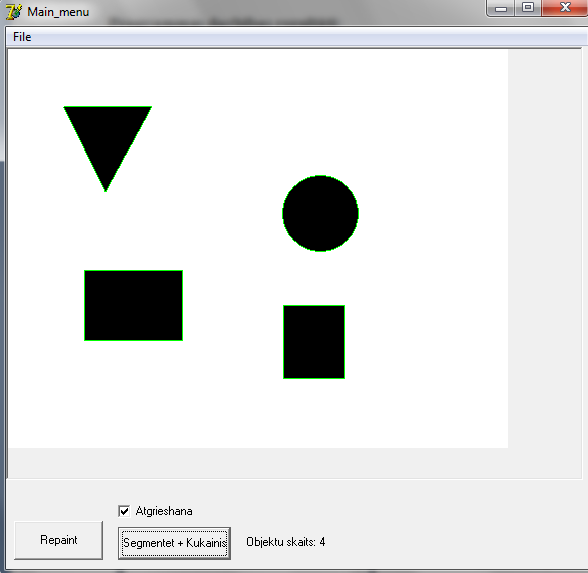 Main_menu
File
Atgrieshana
Repaint
Segmentet + Kukainis
Objektu skaits: 4